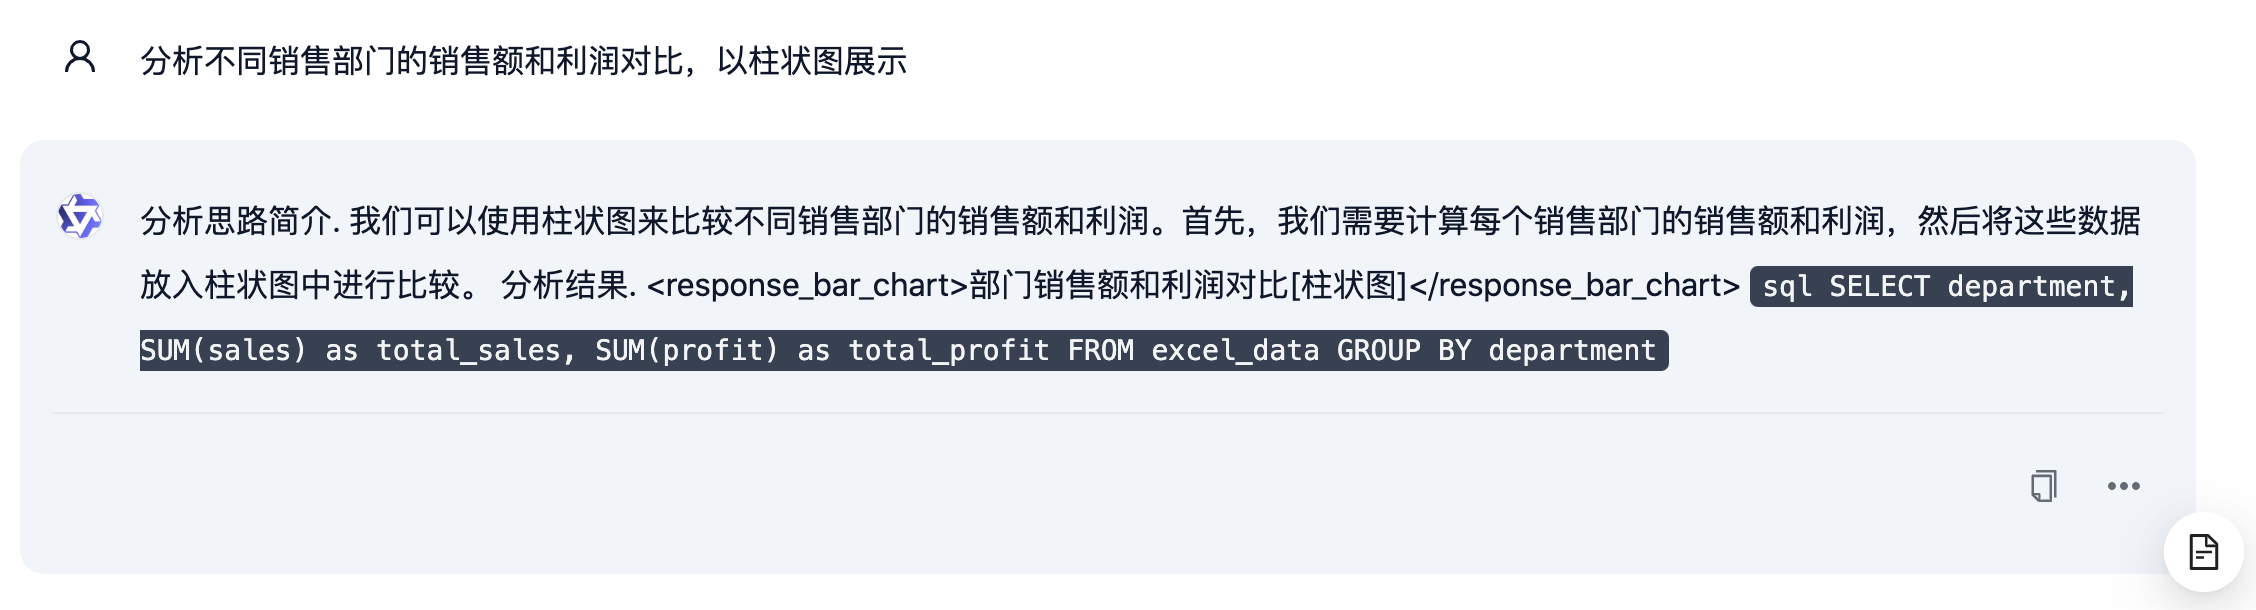 分析不同销售部门的销售额和利润对比，以柱状图展示
分析思路简介. 我们可以使用柱状图来比较不同销售部门的销售额和利润。首先，我们需要计算每个销售部门的销售额和利润，然后将这些数据
放入柱状图中进行比较。 分析结果. <response_bar_chart>部门销售额和利润对比[柱状图]</response_bar_chart> sql SELECT department,
SUM(sales) as total_sales, SUM(profit) as total_profit FROM excel_data GROUP BY department